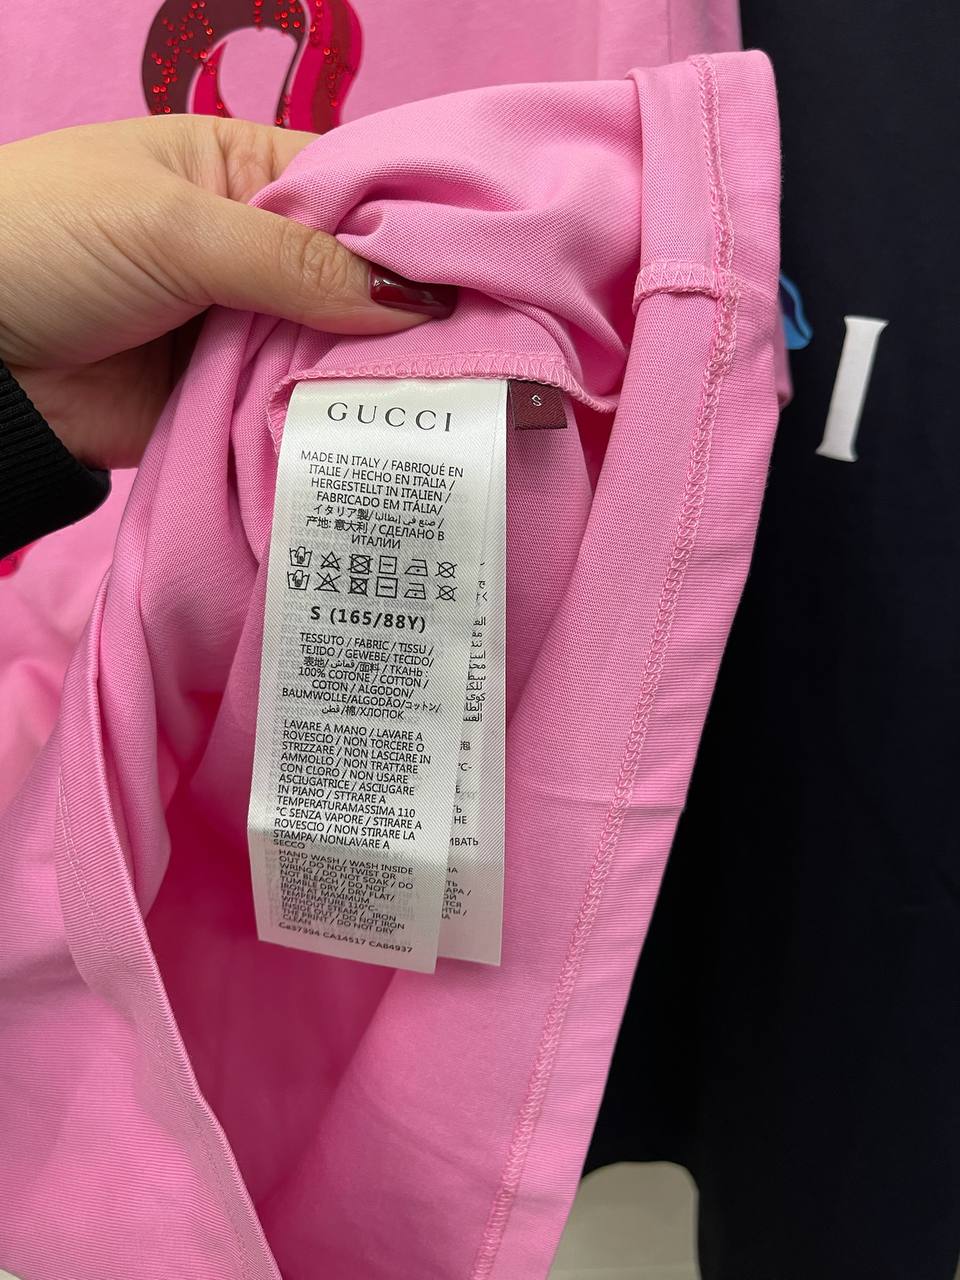 GUCCI
S
MADE IN ITALY / FABRIQUÉ EN
ITALIE / HECHO EN ITALIA /
HERGESTELLT IN ITALIEN /
FABRICADO EM ITÁLIA/
イタリア製/صنع في إيطاليا/
产地: 意大利 / СДЕЛАНО В
ИТАЛИИ
S (165/88Y)
TESSUTO / FABRIC / TISSU /
TEJIDO / GEWEBE/ TECIDO/
表地/قماش/面料 / ТКАНЬ :
100% COTONE / COTTON /
COTON / ALGODON/
BAUMWOLLE/ALGODÃO/コットン/
قطن/棉/ХЛОПОК
LAVARE A MANO / LAVARE A
ROVESCIO / NON TORCERE O
STRIZZARE / NON LASCIARE IN
AMMOLLO / NON TRATTARE
CON CLORO / NON USARE
ASCIUGATRICE / ASCIUGARE
IN PIANO / STTRARE A
TEMPERATURAMASSIMA 110
°C SENZA VAPORE / STIRARE A
ROVESCIO / NON STIRARE LA
STAMPA/ NONLAVARE A
SECCO
HAND WASH / WASH INSIDE
OUT / DO NOT TWIST OR
WRING / DO NOT SOAK / DO
NOT BLEACH / DO NOT
TUMBLE DRY / DRY FLAT/
IRON MAXIMUM
TEMPERATURE 110°C-
WITHOUT STEAM / IRON
INSIDE OUT / DO NOT IRON
THE PRINT / DO NOT DRY
CLEAN
CA14517 CA84937
I